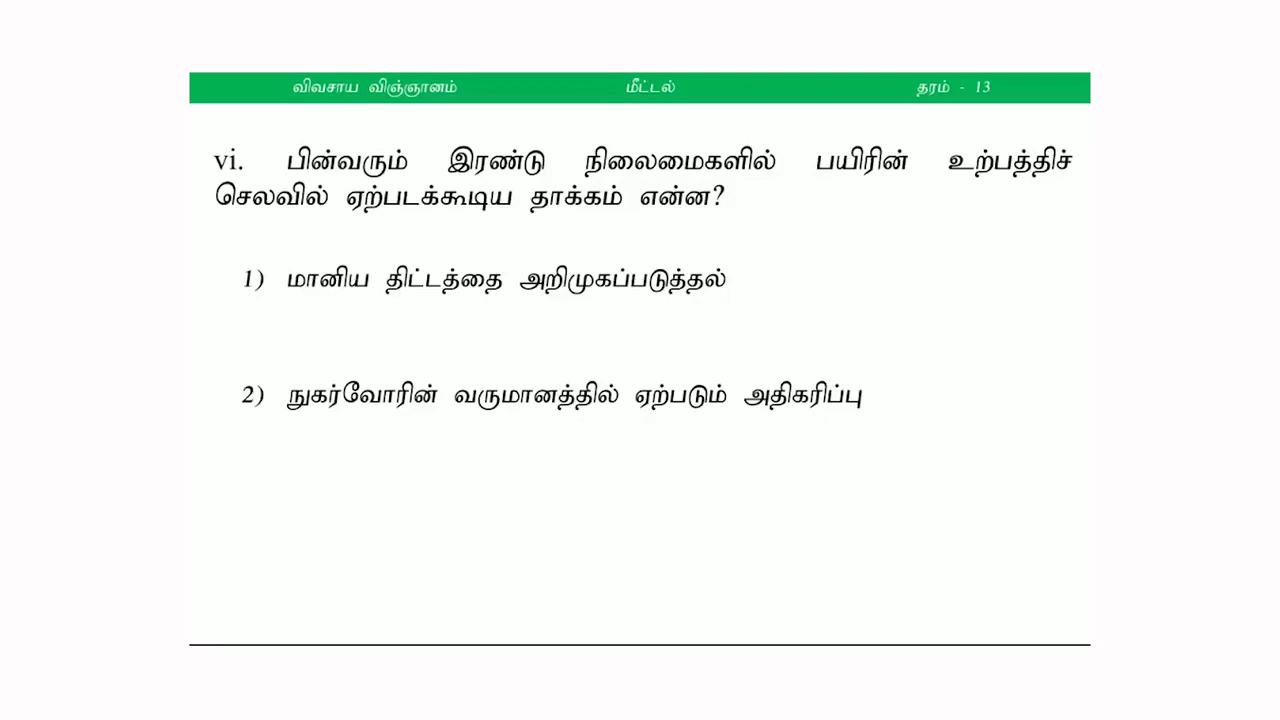 விவசாய விஞ்ஞானம் மீட்டல் தரம் - 13
vi. பின்வரும் இரண்டு நிலைமைகளில் பயிரின் உற்பத்திச்
செலவில் ஏற்படக்கூடிய தாக்கம் என்ன?
1) மானிய திட்டத்தை அறிமுகப்படுத்தல்
2) நுகர்வோரின் வருமானத்தில் ஏற்படும் அதிகரிப்பு